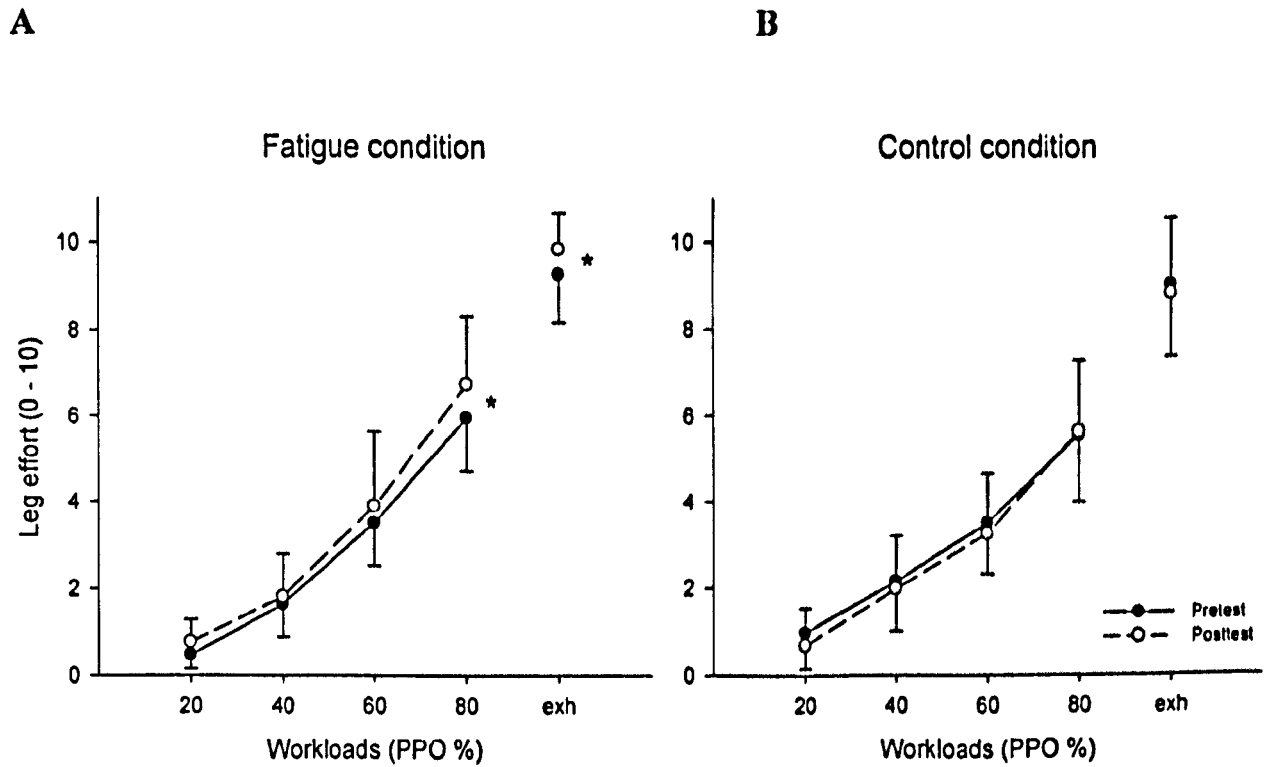 A
B
Fatigue condition
Control condition
10
8
6
4
2
0
Leg effort (0 - 10)
*
*
20 40 60 80 exh
Workloads (PPO %)
10
8
6
4
2
0
Pretest
Posttest
20 40 60 80 exh
Workloads (PPO %)